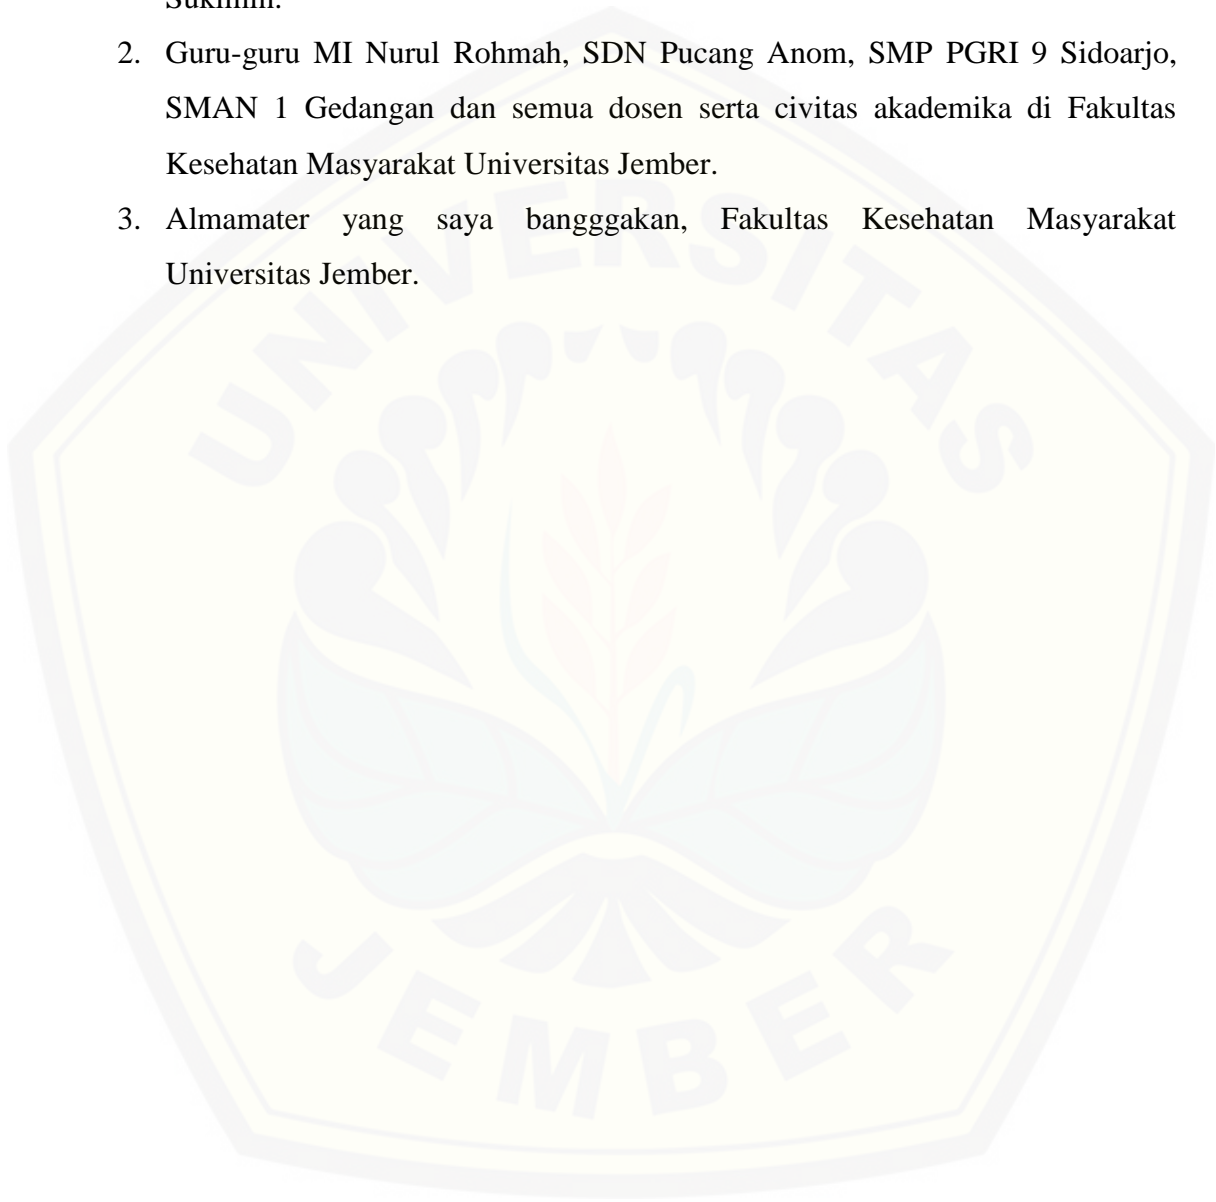 2. Guru-guru MI Nurul Rohmah, SDN Pucang Anom, SMP PGRI 9 Sidoarjo,
SMAN 1 Gedangan dan semua dosen serta civitas akademika di Fakultas
Kesehatan Masyarakat Universitas Jember.
3. Almamater yang saya bangggakan, Fakultas Kesehatan Masyarakat
Universitas Jember.
UNIVERSITAS
JEMBER